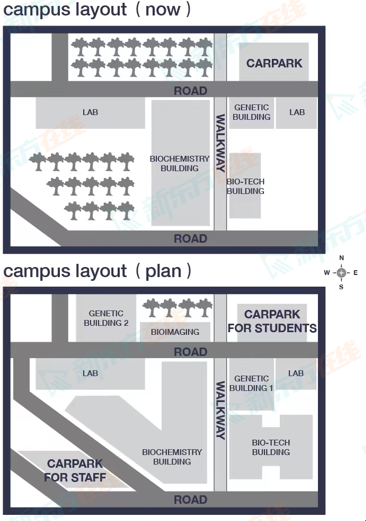 campus layout (now)
CARPARK
ROAD
LAB
GENETIC
BUILDING
LAB
WALKWAY
BIOCHEMISTRY
BUILDING
BIO-TECH
BUILDING
ROAD
campus layout (plan)
N
W
E
S
GENETIC
BUILDING 2
BIOIMAGING
CARPARK
FOR STUDENTS
ROAD
LAB
GENETIC
BUILDING 1
LAB
WALKWAY
BIOCHEMISTRY
BUILDING
BIO-TECH
BUILDING
CARPARK
FOR STAFF
ROAD